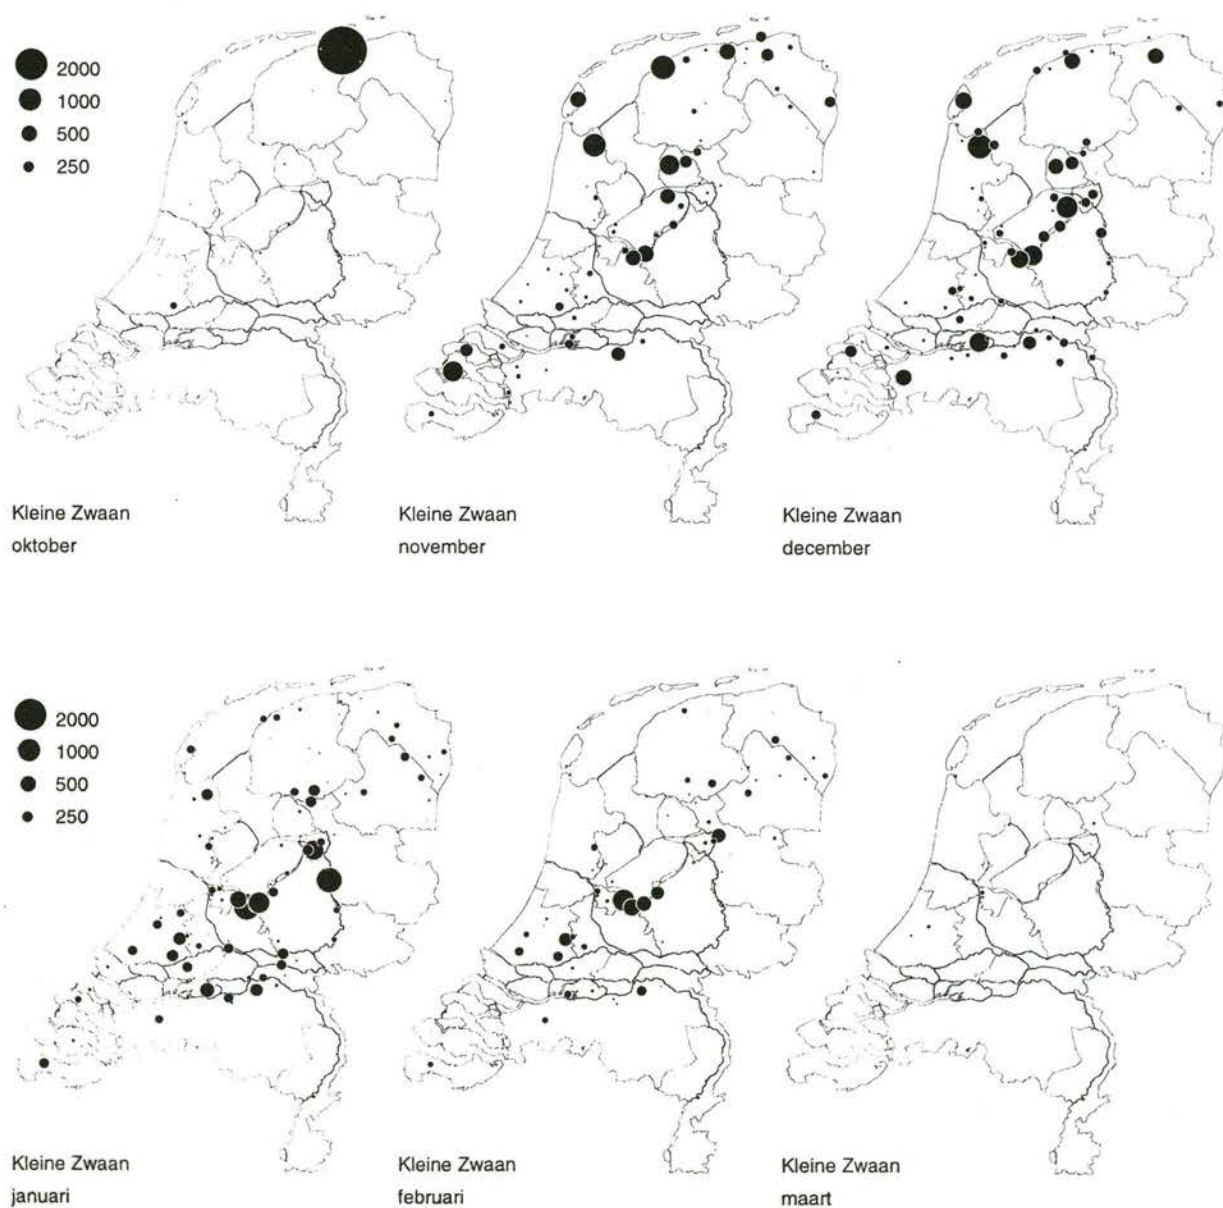 2000
1000
500
250
Kleine Zwaan
oktober
Kleine Zwaan
november
Kleine Zwaan
december
2000
1000
500
250
Kleine Zwaan
januari
Kleine Zwaan
februari
Kleine Zwaan
maart